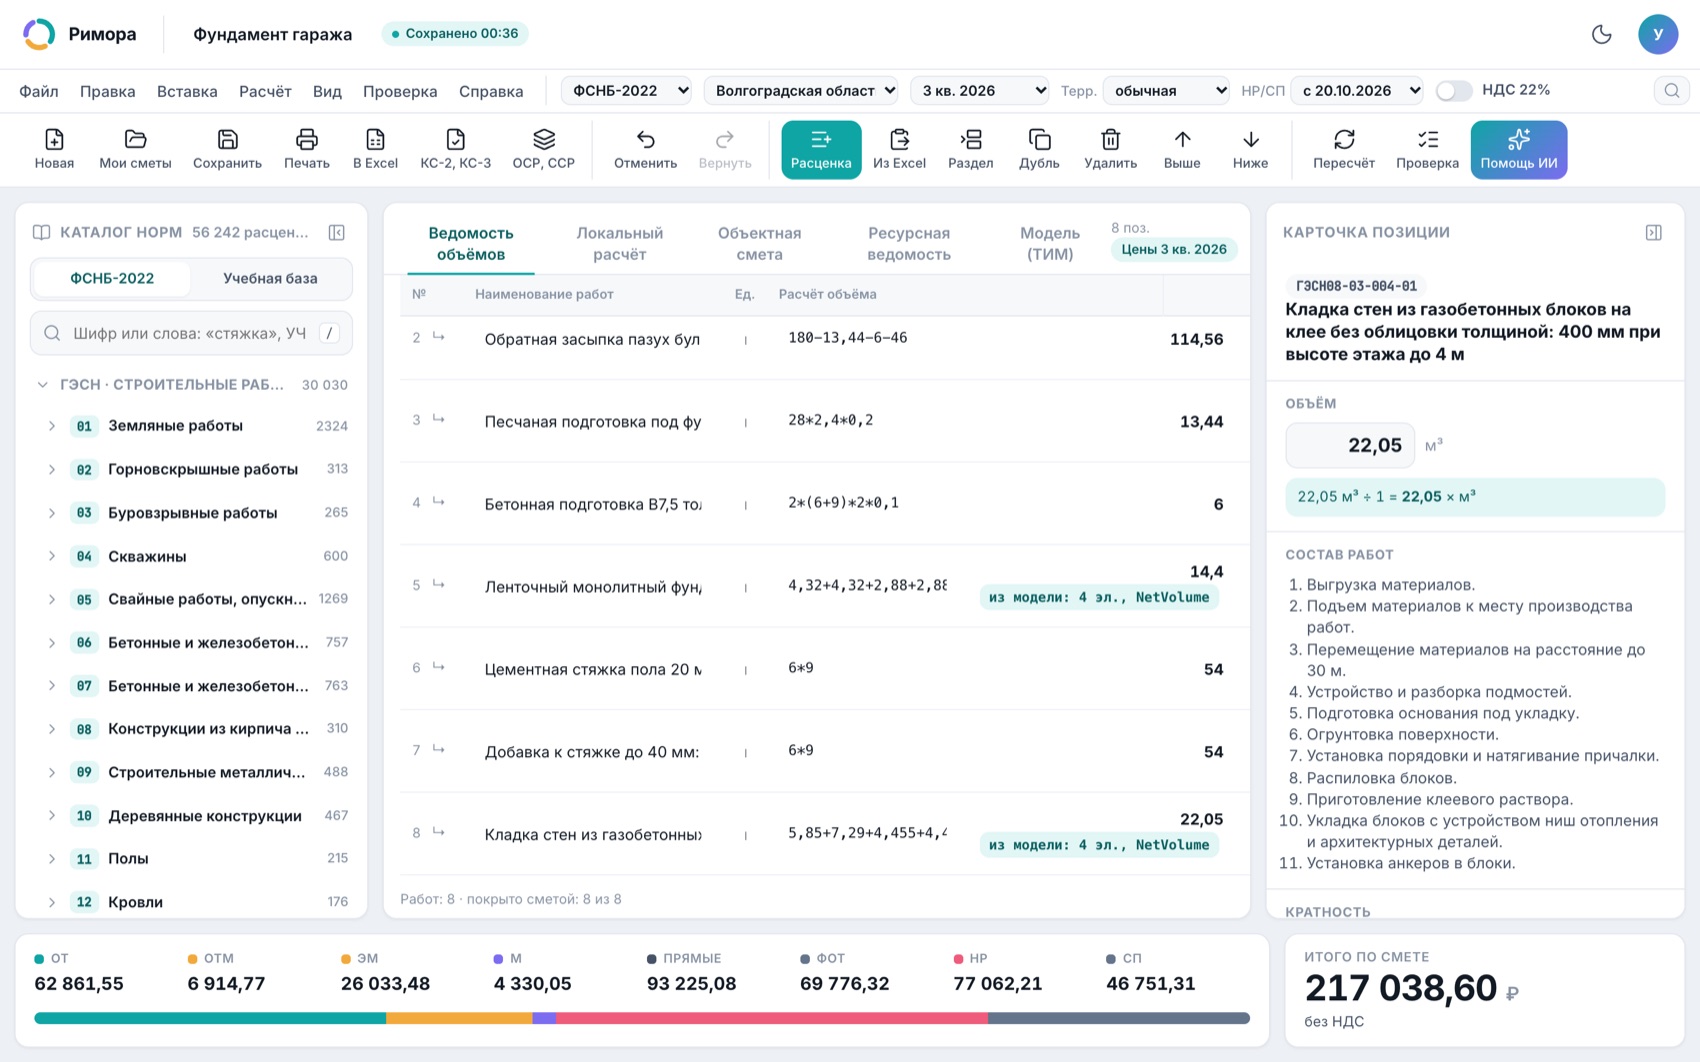 Римора
Фундамент гаража
Сохранено 00:36
У
Файл Правка Вставка Расчёт Вид Проверка Справка
ФСНБ-2022
Волгоградская област
3 кв. 2026
Терр. обычная
НР/СП с 20.10.2026
НДС 22%
Новая
Мои сметы
Сохранить
Печать
В Excel
КС-2, КС-3
ОСР, ССР
Отменить
Вернуть
Расценка
Из Excel
Раздел
Дубль
Удалить
Выше
Ниже
Пересчёт
Проверка
Помощь ИИ
КАТАЛОГ НОРМ 56 242 расцен...
ФСНБ-2022 Учебная база
Шифр или слова: «стяжка», УЧ /
ГЭСН · СТРОИТЕЛЬНЫЕ РАБ... 30 030
01 Земляные работы 2324
02 Горновскрышные работы 313
03 Буровзрывные работы 265
04 Скважины 600
05 Свайные работы, опускн... 1269
06 Бетонные и железобетон... 757
07 Бетонные и железобетон... 763
08 Конструкции из кирпича ... 310
09 Строительные металлич... 488
10 Деревянные конструкции 467
11 Полы 215
12 Кровли 176
Ведомость
объёмов
Локальный
расчёт
Объектная
смета
Ресурсная
ведомость
Модель
(ТИМ)
8 поз.
Цены 3 кв. 2026
№ Наименование работ Ед. Расчёт объёма
2 Обратная засыпка пазух бул 180−13,44−6−46 114,56
3 Песчаная подготовка под фу 28*2,4*0,2 13,44
4 Бетонная подготовка В7,5 то 2*(6+9)*2*0,1 6
5 Ленточный монолитный фун 4,32+4,32+2,88+2,88 14,4
из модели: 4 эл., NetVolume
6 Цементная стяжка пола 20 м 6*9 54
7 Добавка к стяжке до 40 мм: 6*9 54
8 Кладка стен из газобетонных 5,85+7,29+4,455+4,4 22,05
из модели: 4 эл., NetVolume
Работ: 8 · покрыто сметой: 8 из 8
КАРТОЧКА ПОЗИЦИИ
ГЭСН08-03-004-01
Кладка стен из газобетонных блоков на
клее без облицовки толщиной: 400 мм при
высоте этажа до 4 м
ОБЪЁМ
22,05 м³
22,05 м³ ÷ 1 = 22,05 × м³
СОСТАВ РАБОТ
1. Выгрузка материалов.
2. Подъем материалов к месту производства
работ.
3. Перемещение материалов на расстояние до
30 м.
4. Устройство и разборка подмостей.
5. Подготовка основания под укладку.
6. Огрунтовка поверхности.
7. Установка порядовки и натягивание причалки.
8. Распиловка блоков.
9. Приготовление клеевого раствора.
10. Укладка блоков с устройством ниш отопления
и архитектурных деталей.
11. Установка анкеров в блоки.
КРАТНОСТЬ
ОТ ОТМ ЭМ М ПРЯМЫЕ ФОТ НР СП
62 861,55 6 914,77 26 033,48 4 330,05 93 225,08 69 776,32 77 062,21 46 751,31
ИТОГО ПО СМЕТЕ
217 038,60 ₽
без НДС